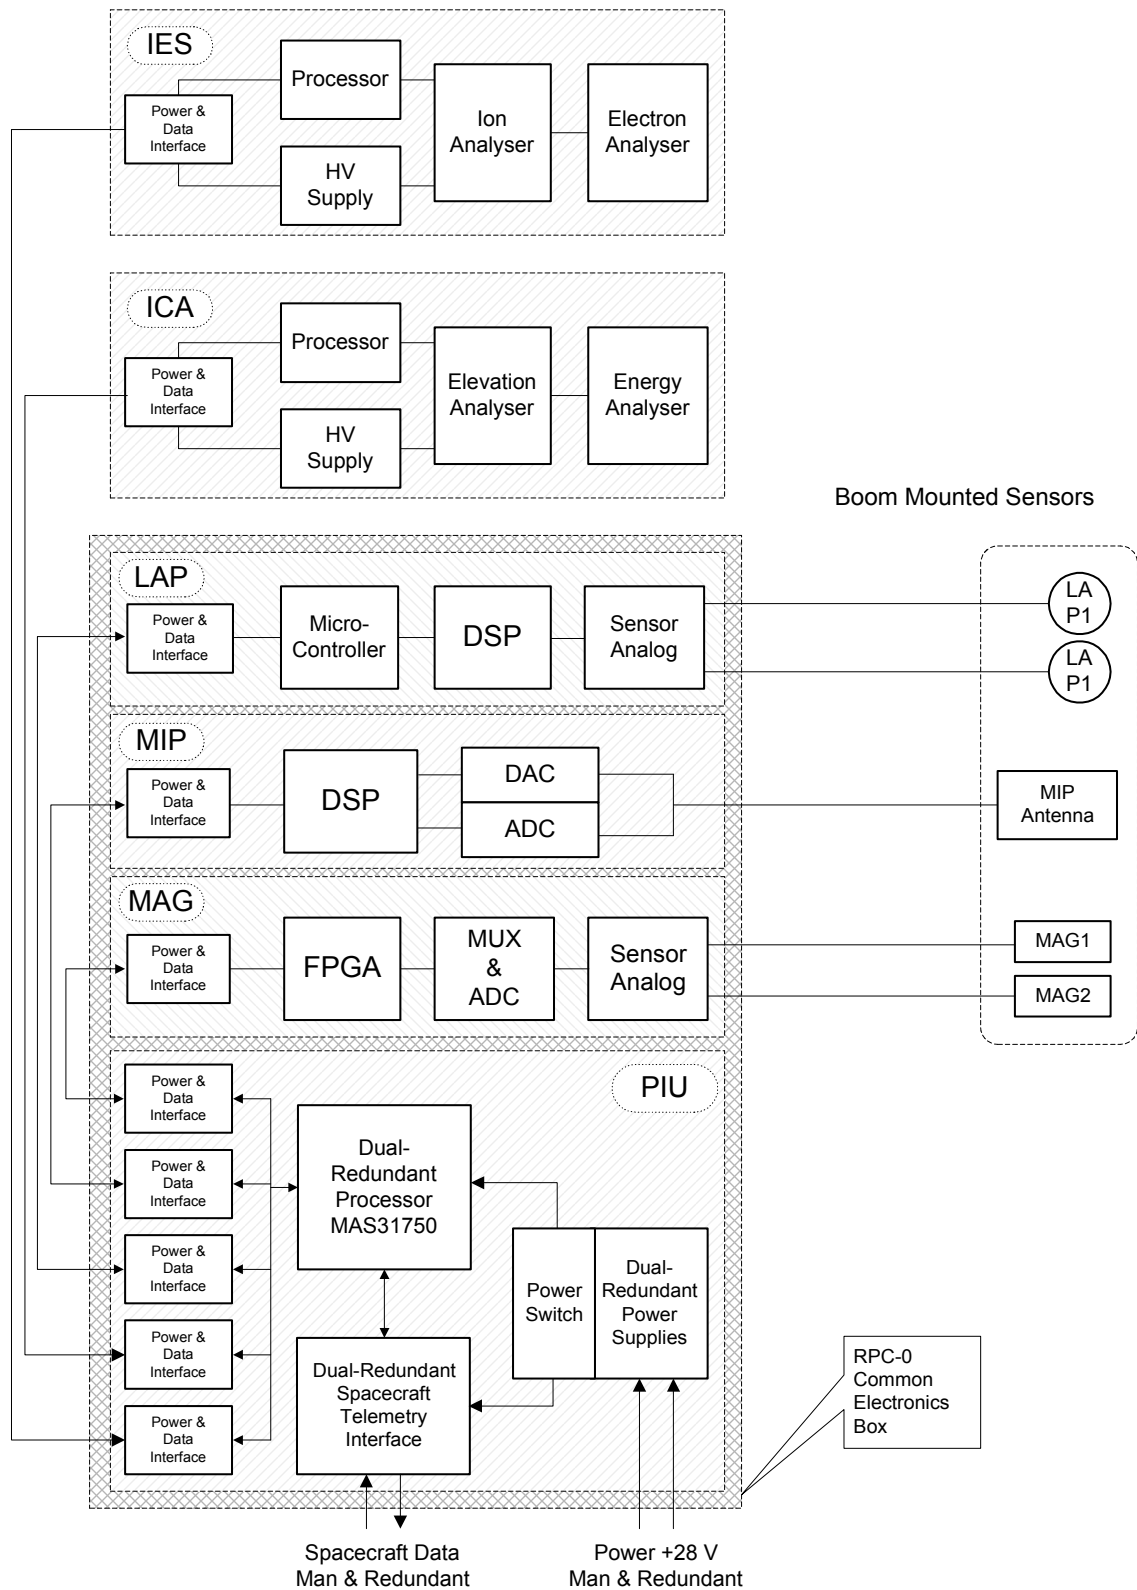 IES
Processor
Power &
Data
Interface
HV
Supply
Ion
Analyser
Electron
Analyser
ICA
Processor
Power &
Data
Interface
HV
Supply
Elevation
Analyser
Energy
Analyser
Boom Mounted Sensors
LAP
Power &
Data
Interface
Micro-
Controller
DSP
Sensor
Analog
LA
P1
LA
P1
MIP
Power &
Data
Interface
DSP
DAC
ADC
MIP
Antenna
MAG
Power &
Data
Interface
FPGA
MUX
&
ADC
Sensor
Analog
MAG1
MAG2
PIU
Power &
Data
Interface
Power &
Data
Interface
Power &
Data
Interface
Power &
Data
Interface
Power &
Data
Interface
Dual-
Redundant
Processor
MAS31750
Dual-Redundant
Spacecraft
Telemetry
Interface
Power
Switch
Dual-
Redundant
Power
Supplies
RPC-0
Common
Electronics
Box
Spacecraft Data
Man & Redundant
Power +28 V
Man & Redundant